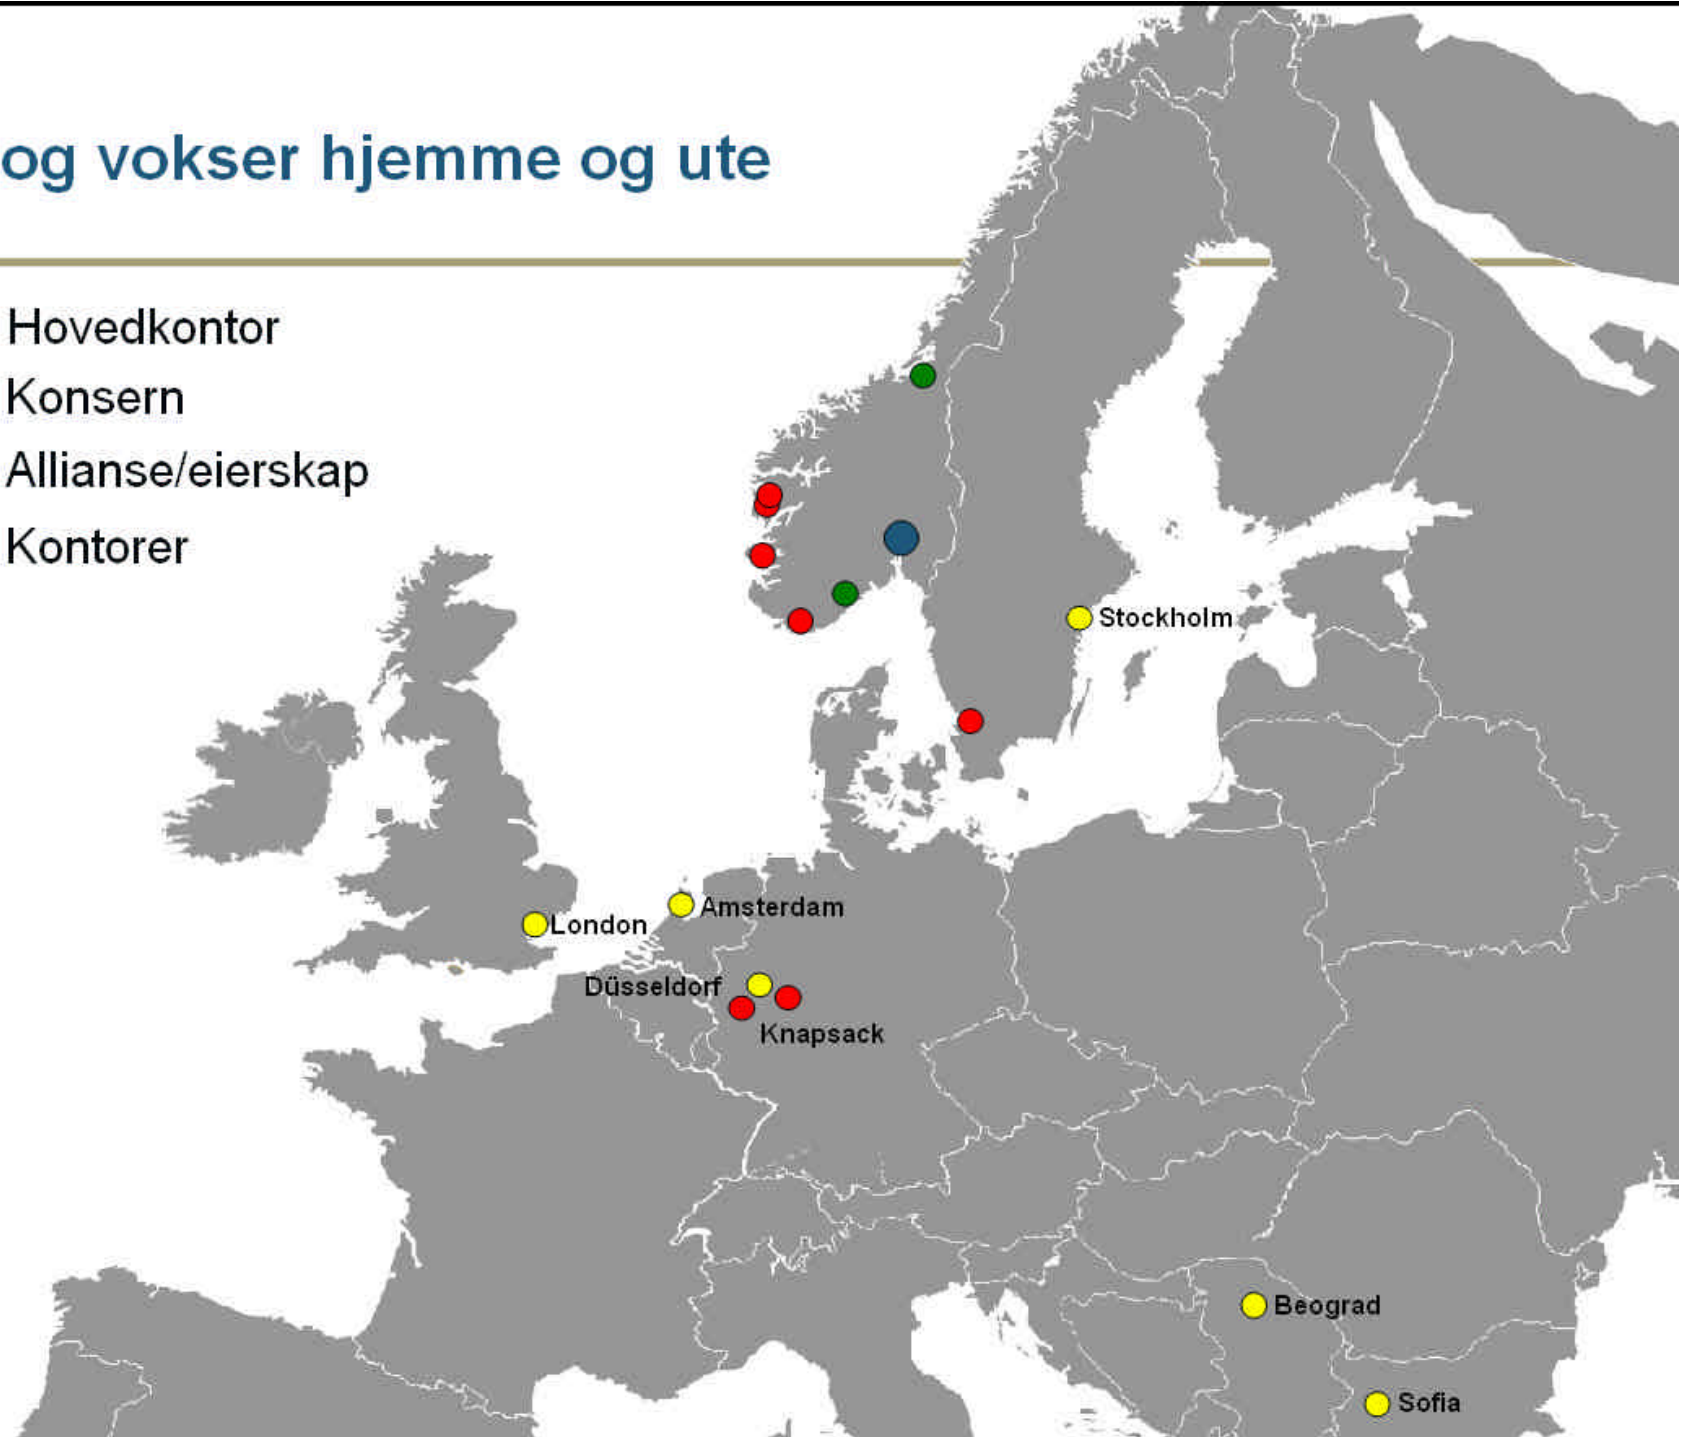 og vokser hjemme og ute
Hovedkontor
Konsern
Allianse/eierskap
Kontorer
Stockholm
Amsterdam
London
Düsseldorf
Knapsack
Beograd
Sofia